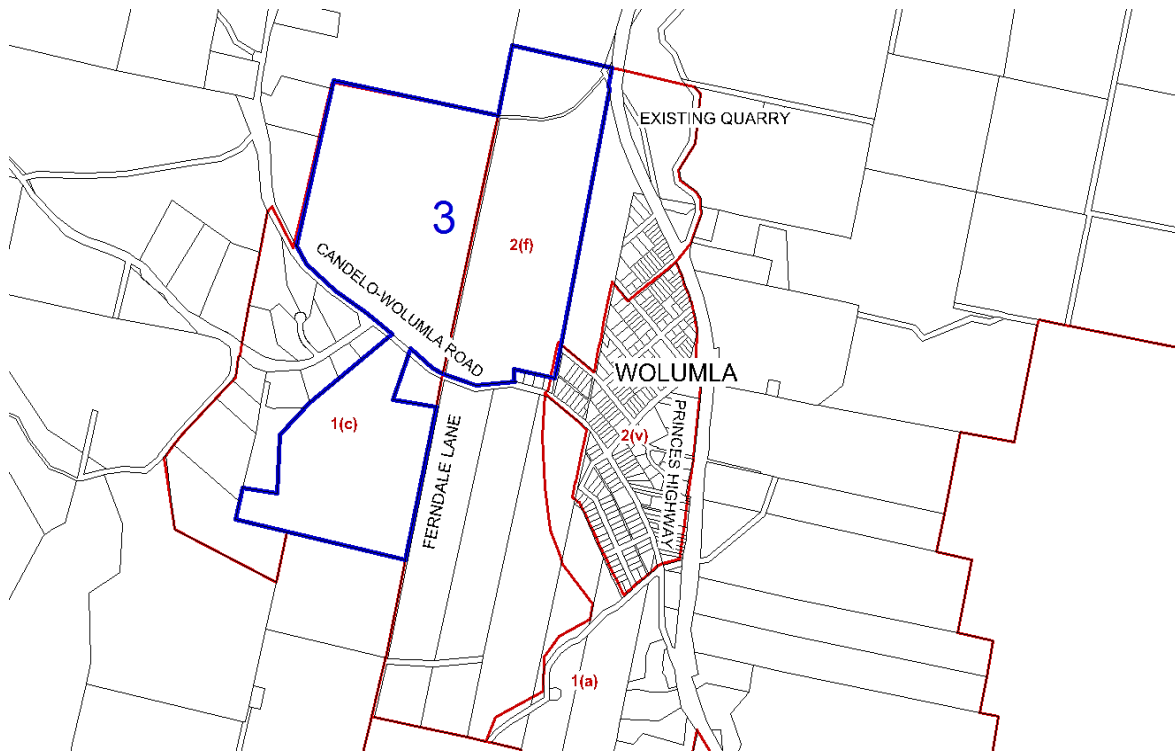 EXISTING QUARRY
3
2(f)
CANDELO-WOLUMLA ROAD
WOLUMLA
1(c)
2(v)
PRINCES HIGHWAY
FERNDALE LANE
1(a)